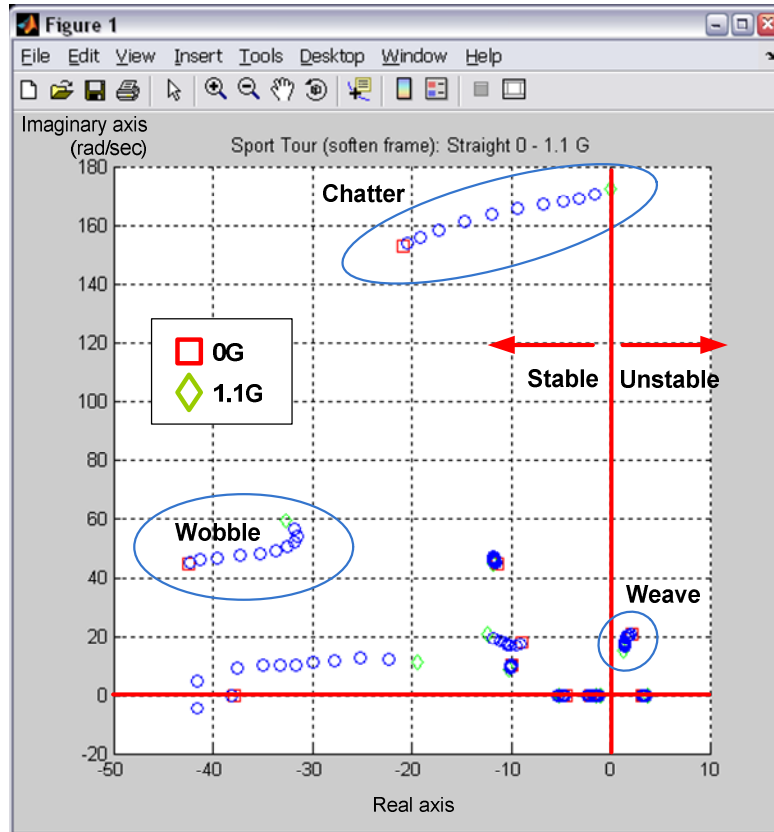 Figure 1
File Edit View Insert Tools Desktop Window Help
Imaginary axis
(rad/sec)
Sport Tour (soften frame): Straight 0 - 1.1 G
180
160
140
120
100
80
60
40
20
0
-20
-50 -40 -30 -20 -10 0 10
Real axis
Chatter
0G
1.1G
Stable Unstable
Wobble
Weave